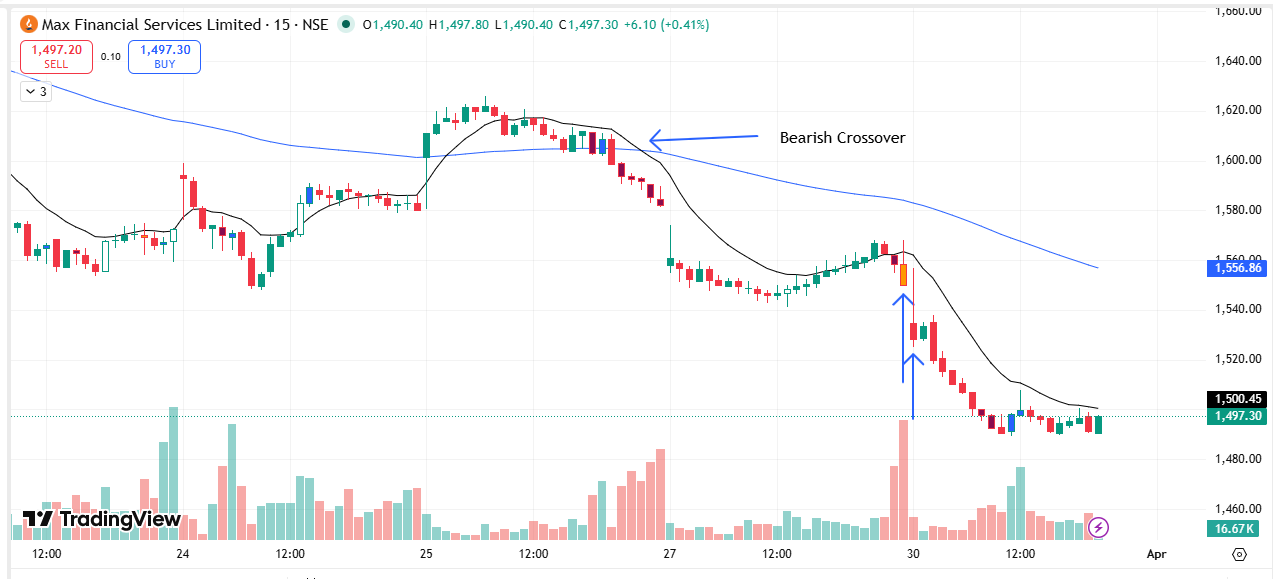 Max Financial Services Limited · 15 · NSE O1,490.40 H1,497.80 L1,490.40 C1,497.30 +6.10 (+0.41%)
1,660.00
1,497.20
SELL
0.10
1,497.30
BUY
3
1,640.00
1,620.00
Bearish Crossover
1,600.00
1,580.00
1,560.00
1,556.86
1,540.00
1,520.00
1,500.45
1,497.30
1,480.00
1,460.00
TradingView
16.67K
12:00 24 12:00 25 12:00 27 12:00 30 12:00 Apr